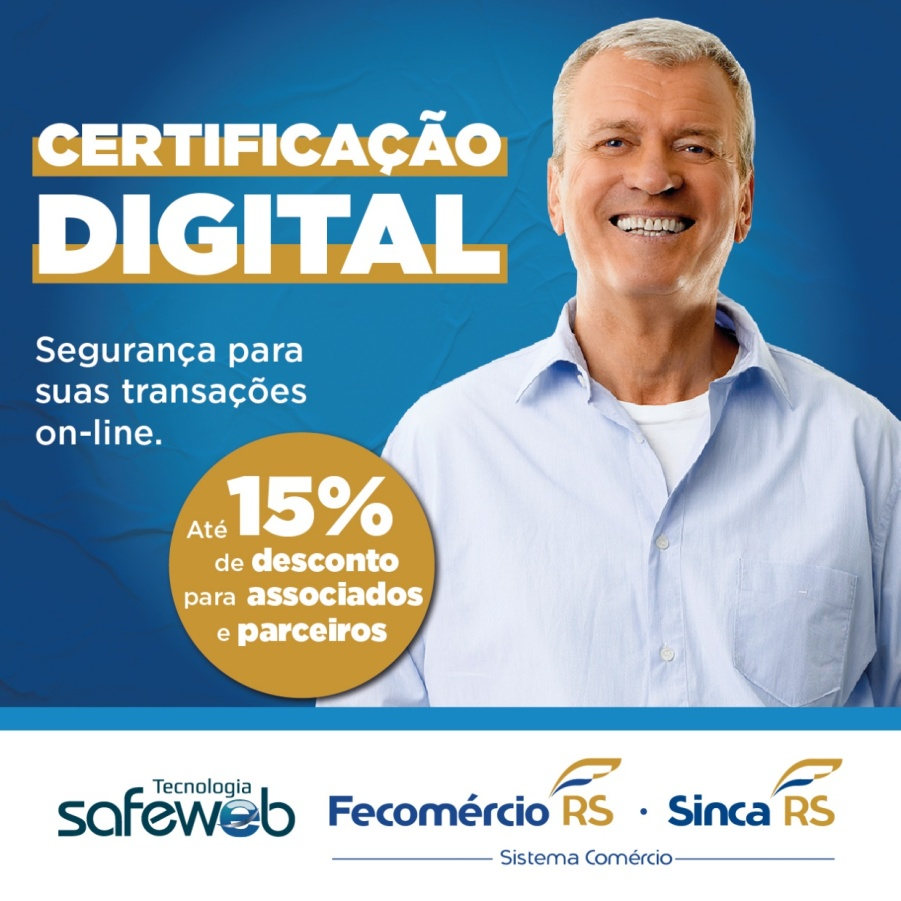 CERTIFICAÇÃO
DIGITAL
Segurança para
suas transações
on-line.
Até 15%
de desconto
para associados
e parceiros
Tecnologia
safeweb
Fecomércio RS · Sinca RS
Sistema Comércio